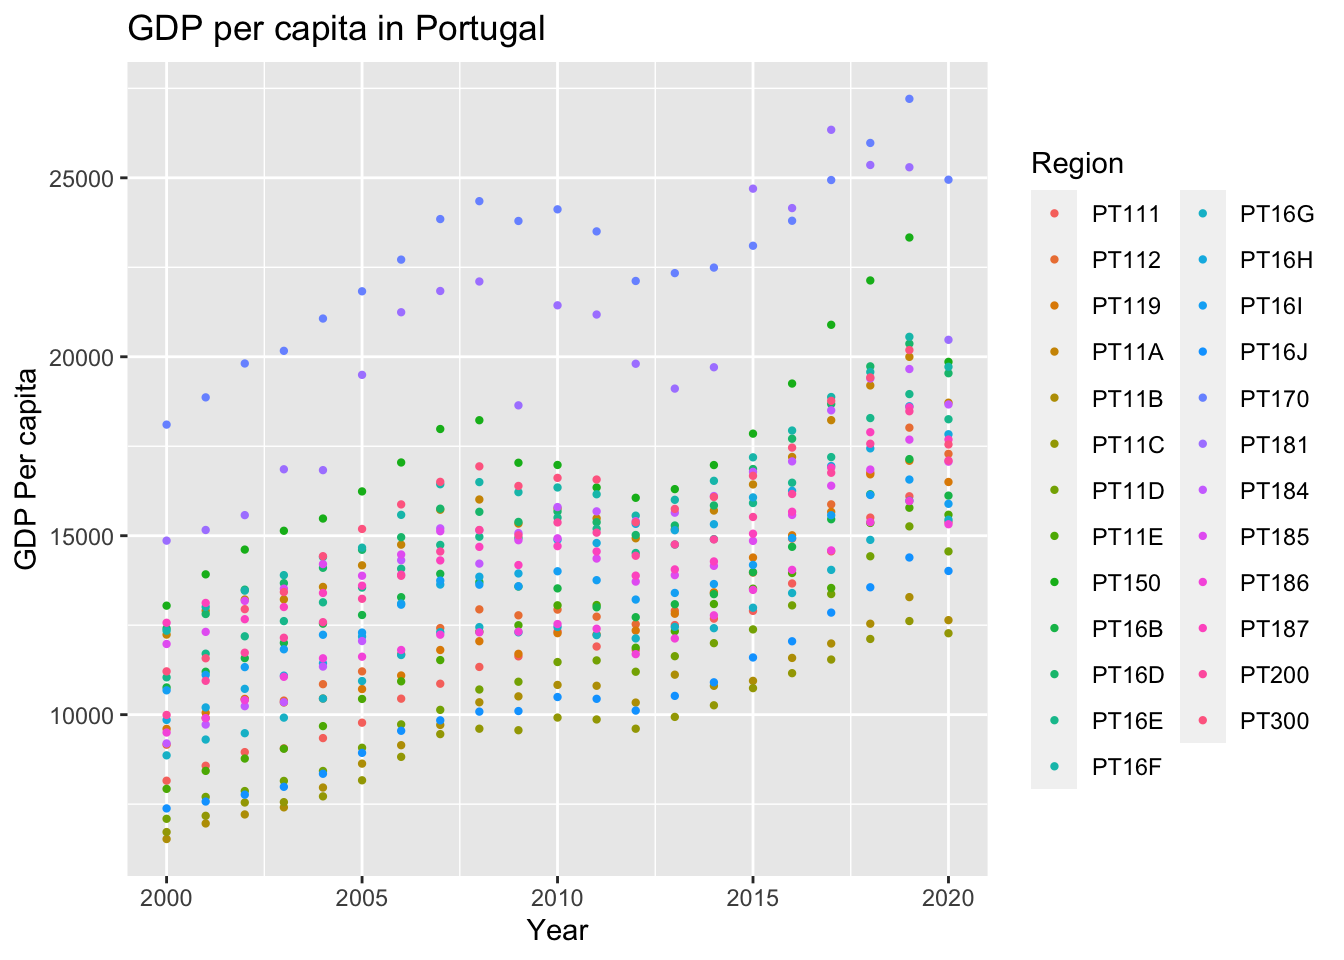 GDP per capita in Portugal
GDP Per capita
25000
20000
15000
10000
2000 2005 2010 2015 2020
Year
Region
PT111 PT16G
PT112 PT16H
PT119 PT16I
PT11A PT16J
PT11B PT170
PT11C PT181
PT11D PT184
PT11E PT185
PT150 PT186
PT16B PT187
PT16D PT200
PT16E PT300
PT16F